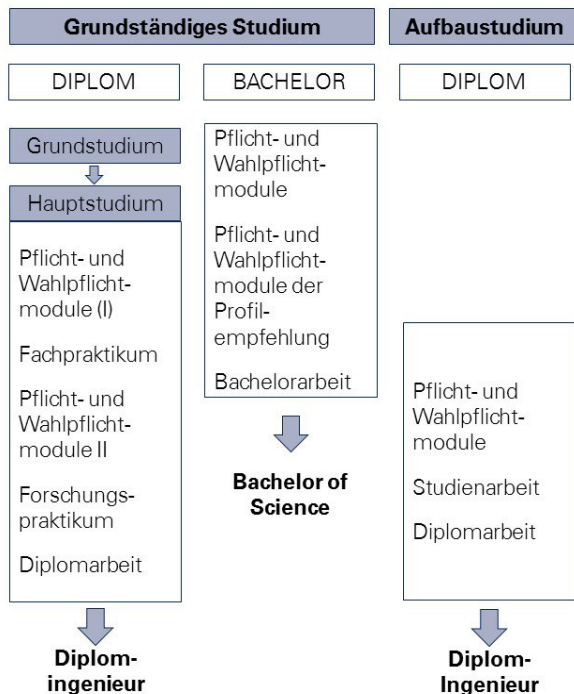 Grundständiges Studium
Aufbaustudium
DIPLOM
BACHELOR
DIPLOM
Grundstudium
Hauptstudium
Pflicht- und
Wahlpflicht-
module (I)
Fachpraktikum
Pflicht- und
Wahlpflicht-
module II
Forschungs-
praktikum
Diplomarbeit
Diplom-
ingenieur
Pflicht- und
Wahlpflicht-
module
Pflicht- und
Wahlpflicht-
module der
Profil-
empfehlung
Bachelorarbeit
Bachelor of
Science
Pflicht- und
Wahlpflicht-
module
Studienarbeit
Diplomarbeit
Diplom-
Ingenieur